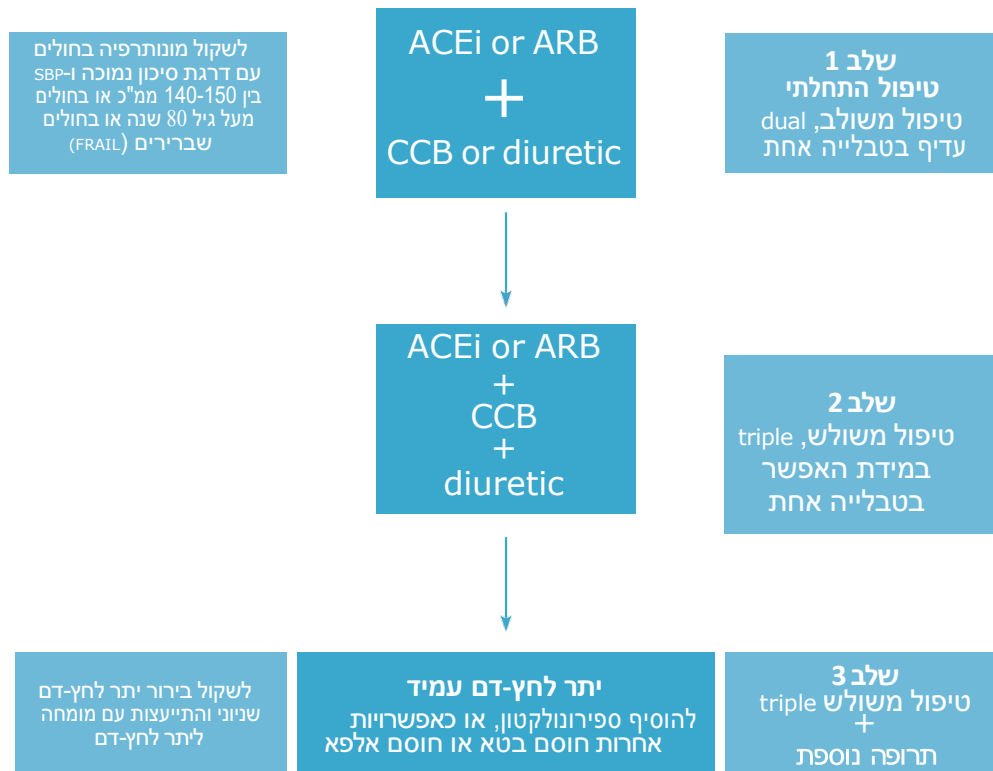 שלב 1
טיפול התחלתי
טיפול משולב, dual
עדיף בטבלייה אחת
ACEi or ARB
+
CCB or diuretic
לשקול מונותרפיה בחולים
עם דרגת סיכון נמוכה ו-SBP
בין 140-150 ממ"כ או בחולים
מעל גיל 80 שנה או בחולים
שברירים (FRAIL)
שלב 2
טיפול משולש, triple
במידת האפשר
בטבלייה אחת
ACEi or ARB
+
CCB
+
diuretic
שלב 3
טיפול משולש triple
+
תרופה נוספת
יתר לחץ-דם עמיד
להוסיף ספירונולקטון, או כאפשרויות
אחרות חוסם בטא או חוסם אלפא
לשקול בירור יתר לחץ-דם
שניוני והתייעצות עם מומחה
ליתר לחץ-דם